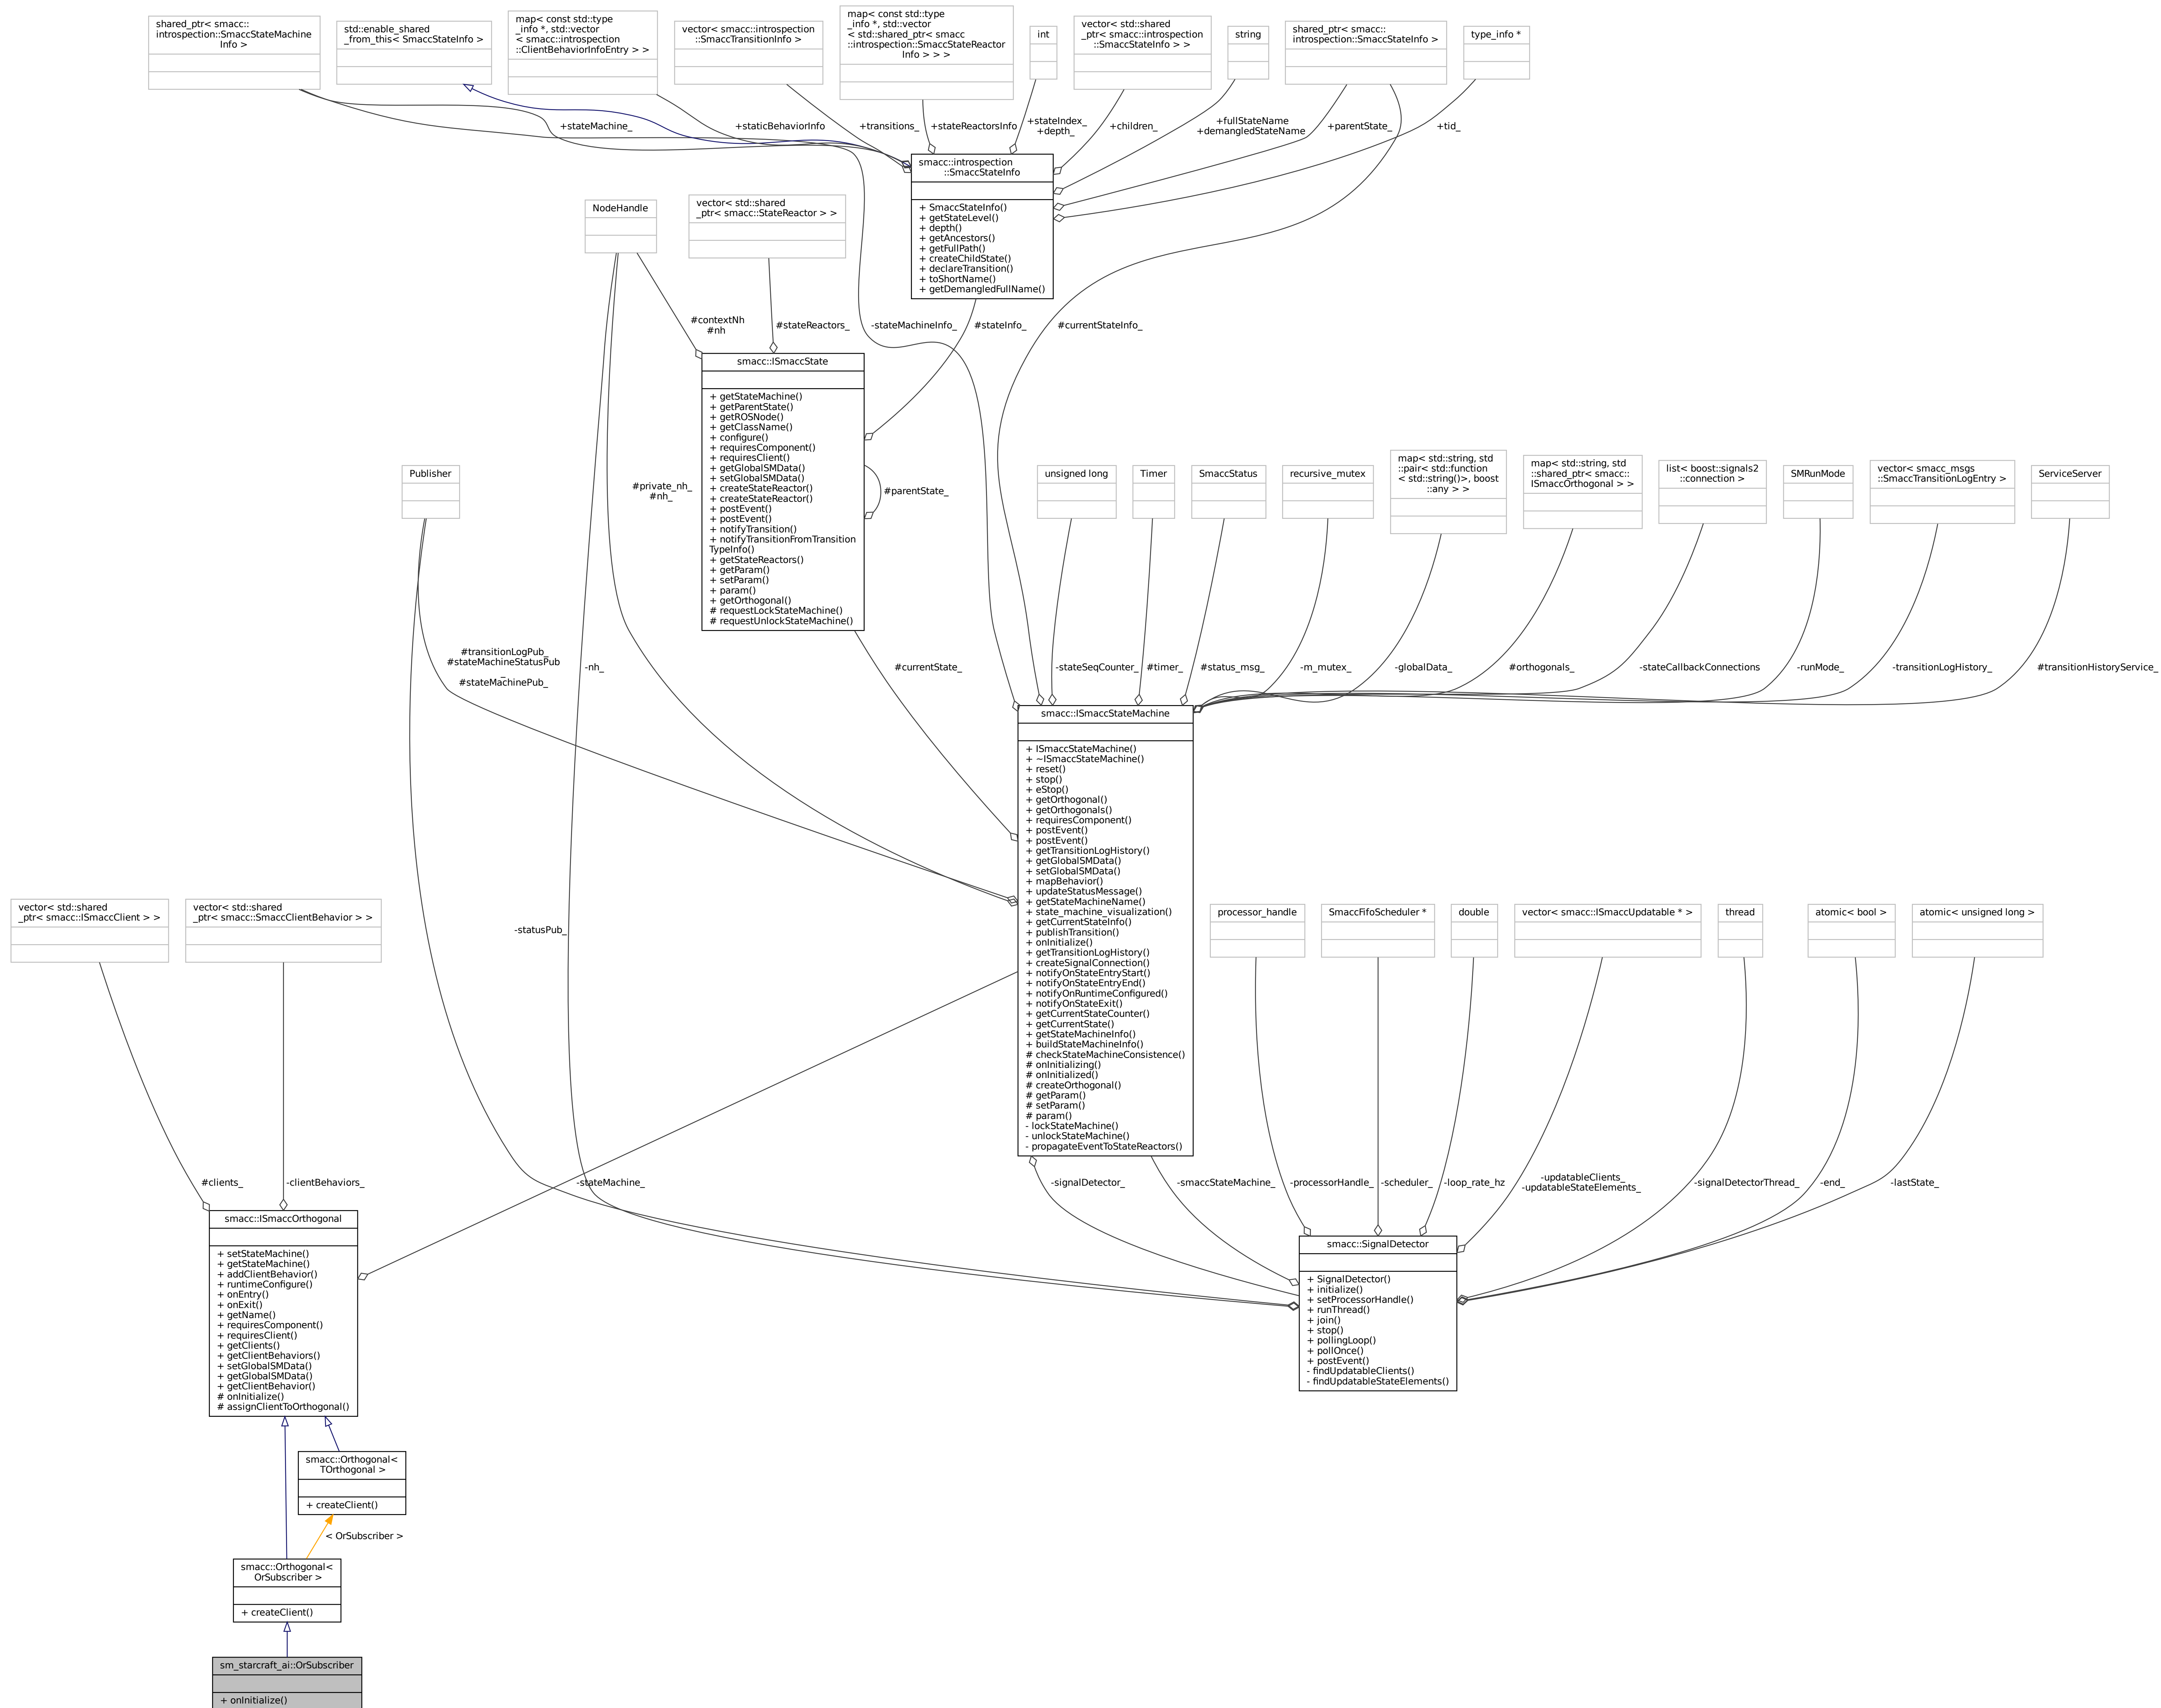 shared_ptr< smacc::
introspection::SmaccStateMachine
Info >
std::enable_shared
_from_this< SmaccStateInfo >
map< const std::type
_info *, std::vector
< smacc::introspection
::ClientBehaviorInfoEntry > >
vector< smacc::introspection
::SmaccTransitionInfo >
map< const std::type
_info *, std::vector
< std::shared_ptr< smacc
::introspection::SmaccStateReactor
Info > > >
int
vector< std::shared
_ptr< smacc::introspection
::SmaccStateInfo > >
string
shared_ptr< smacc::
introspection::SmaccStateInfo >
type_info *
+stateMachine_
+staticBehaviorInfo
+transitions_
+stateReactorsInfo
+stateIndex_
+depth_
+children_
+fullStateName
+demangledStateName
+parentState_
+tid_
smacc::introspection
::SmaccStateInfo
+ SmaccStateInfo()
+ getStateLevel()
+ depth()
+ getAncestors()
+ getFullPath()
+ createChildState()
+ declareTransition()
+ toShortName()
+ getDemangledFullName()
NodeHandle
vector< std::shared
_ptr< smacc::StateReactor > >
#contextNh
#nh
#stateReactors_
-stateMachineInfo_
#stateInfo_
#currentStateInfo_
smacc::ISmaccState
+ getStateMachine()
+ getParentState()
+ getROSNode()
+ getClassName()
+ configure()
+ requiresComponent()
+ requiresClient()
+ getGlobalSMData()
+ setGlobalSMData()
+ createStateReactor()
+ createStateReactor()
+ postEvent()
+ postEvent()
+ notifyTransition()
+ notifyTransitionFromTransition
TypeInfo()
+ getStateReactors()
+ getParam()
+ setParam()
+ param()
+ getOrthogonal()
# requestLockStateMachine()
# requestUnlockStateMachine()
#parentState_
Publisher
#private_nh_
#nh_
unsigned long
Timer
SmaccStatus
recursive_mutex
map< std::string, std
::pair< std::function
< std::string()>, boost
::any > >
map< std::string, std
::shared_ptr< smacc::
ISmaccOrthogonal > >
list< boost::signals2
::connection >
SMRunMode
vector< smacc_msgs
::SmaccTransitionLogEntry >
ServiceServer
#transitionLogPub_
#stateMachineStatusPub
_
#stateMachinePub_
-nh_
#currentState_
-stateSeqCounter_
#timer_
#status_msg_
-m_mutex_
-globalData_
#orthogonals_
-stateCallbackConnections
-runMode_
-transitionLogHistory_
#transitionHistoryService_
smacc::ISmaccStateMachine
+ ISmaccStateMachine()
+ ~ISmaccStateMachine()
+ reset()
+ stop()
+ eStop()
+ getOrthogonal()
+ getOrthogonals()
+ requiresComponent()
+ postEvent()
+ postEvent()
+ getTransitionLogHistory()
+ getGlobalSMData()
+ setGlobalSMData()
+ mapBehavior()
+ updateStatusMessage()
+ getStateMachineName()
+ state_machine_visualization()
+ getCurrentStateInfo()
+ publishTransition()
+ onInitialize()
+ getTransitionLogHistory()
+ createSignalConnection()
+ notifyOnStateEntryStart()
+ notifyOnStateEntryEnd()
+ notifyOnRuntimeConfigured()
+ notifyOnStateExit()
+ getCurrentStateCounter()
+ getCurrentState()
+ getStateMachineInfo()
+ buildStateMachineInfo()
# checkStateMachineConsistence()
# onInitializing()
# onInitialized()
# createOrthogonal()
# getParam()
# setParam()
# param()
- lockStateMachine()
- unlockStateMachine()
- propagateEventToStateReactors()
vector< std::shared
_ptr< smacc::ISmaccClient > >
vector< std::shared
_ptr< smacc::SmaccClientBehavior > >
-statusPub_
processor_handle
SmaccFifoScheduler *
double
vector< smacc::ISmaccUpdatable * >
thread
atomic< bool >
atomic< unsigned long >
#clients_
-clientBehaviors_
-stateMachine_
-signalDetector_
-smaccStateMachine_
-processorHandle_
-scheduler_
-loop_rate_hz
-updatableClients_
-updatableStateElements_
-signalDetectorThread_
-end_
-lastState_
smacc::ISmaccOrthogonal
+ setStateMachine()
+ getStateMachine()
+ addClientBehavior()
+ runtimeConfigure()
+ onEntry()
+ onExit()
+ getName()
+ requiresComponent()
+ requiresClient()
+ getClients()
+ getClientBehaviors()
+ setGlobalSMData()
+ getGlobalSMData()
+ getClientBehavior()
# onInitialize()
# assignClientToOrthogonal()
smacc::SignalDetector
+ SignalDetector()
+ initialize()
+ setProcessorHandle()
+ runThread()
+ join()
+ stop()
+ pollingLoop()
+ pollOnce()
+ postEvent()
- findUpdatableClients()
- findUpdatableStateElements()
smacc::Orthogonal<
TOrthogonal >
+ createClient()
< OrSubscriber >
smacc::Orthogonal<
OrSubscriber >
+ createClient()
sm_starcraft_ai::OrSubscriber
+ onInitialize()